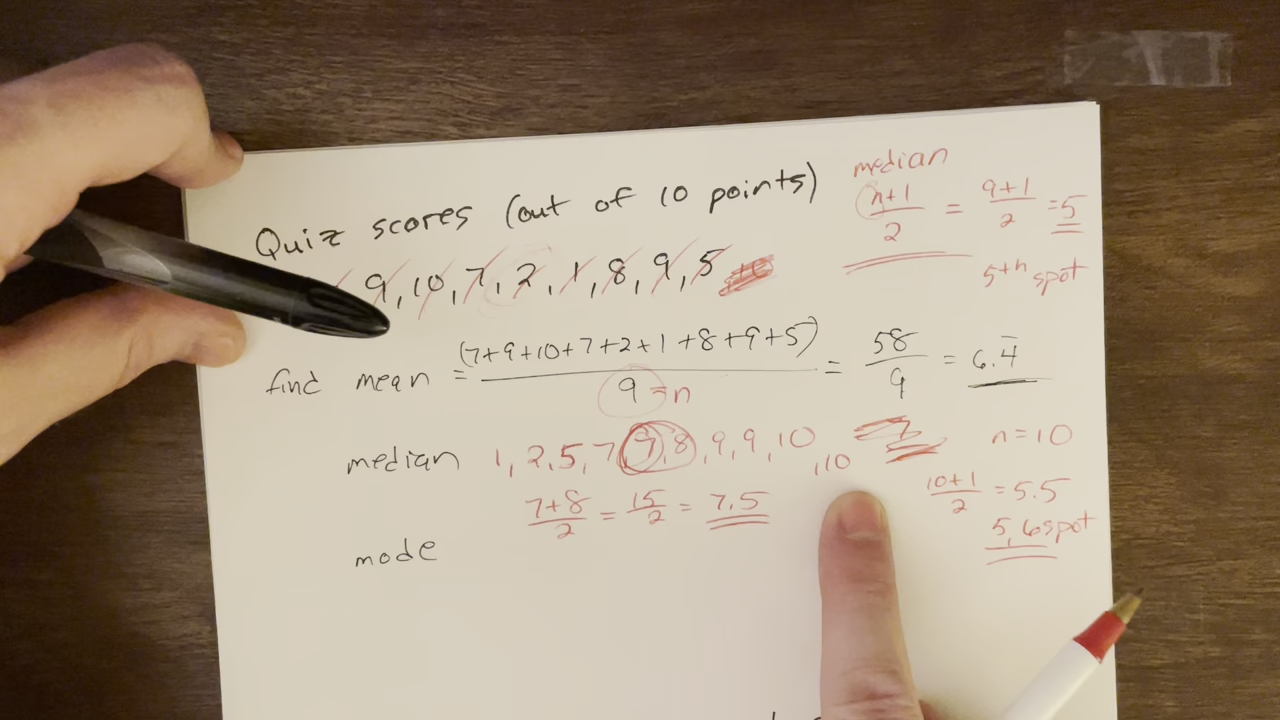 Quiz scores (out of 10 points)
9, 10, 7, 2, 1, 8, 9, 5
median
n+1/2 = 9+1/2 = 5
5th spot
find mean = (7+9+10+7+2+1+8+9+5)/9 = 58/9 = 6.4̅
= n
median 1, 2, 5, 7, 7, 8, 9, 9, 10
, 10
n = 10
7+8/2 = 15/2 = 7.5
10+1/2 = 5.5
5, 6 spot
mode